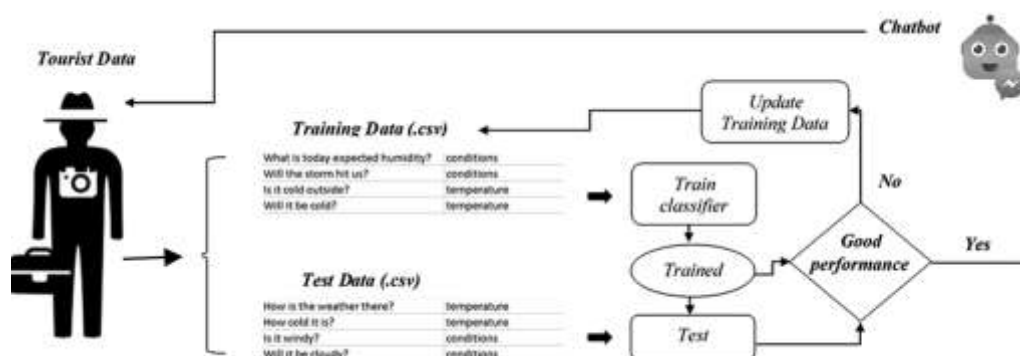 Chatbot
Tourist Data
Update
Training Data
Training Data (.csv)
What is today expected humidity? conditions
Will the storm hit us? conditions
Is it cold outside? temperature
Will it be cold? temperature
Train
classifier
No
Good
performance
Yes
Trained
Test Data (.csv)
How is the weather there? temperature
How cold it is? temperature
Is it windy? conditions
Will it be cloudy? conditions
Test